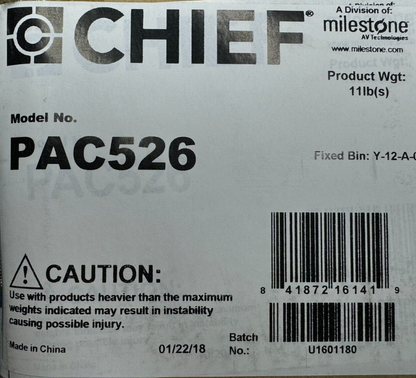 A Division of:
CHIEF®
milestone
AV Technologies
www.milestone.com
Product Wgt:
11lb(s)
Model No.
PAC526
Fixed Bin: Y-12-A-
CAUTION:
Use with products heavier than the maximum
weights indicated may result in instability
causing possible injury.
8 41872 16141 9
Made in China
01/22/18
Batch
No.:
U1601180